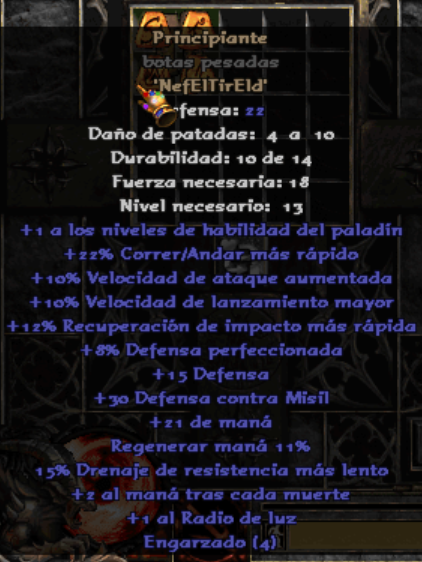 Principiante
botas pesadas
'NefElTirEld'
fensa: 22
Daño de patadas: 4 a 10
Durabilidad: 10 de 14
Fuerza necesaria: 18
Nivel necesario: 13
+1 a los niveles de habilidad del paladín
+22% Correr/Andar más rápido
+10% Velocidad de ataque aumentada
+10% Velocidad de lanzamiento mayor
+12% Recuperación de impacto más rápida
+8% Defensa perfeccionada
+15 Defensa
+30 Defensa contra Misil
+21 de maná
Regenerar maná 11%
15% Drenaje de resistencia más lento
+2 al maná tras cada muerte
+1 al Radio de luz
Engarzado (4)